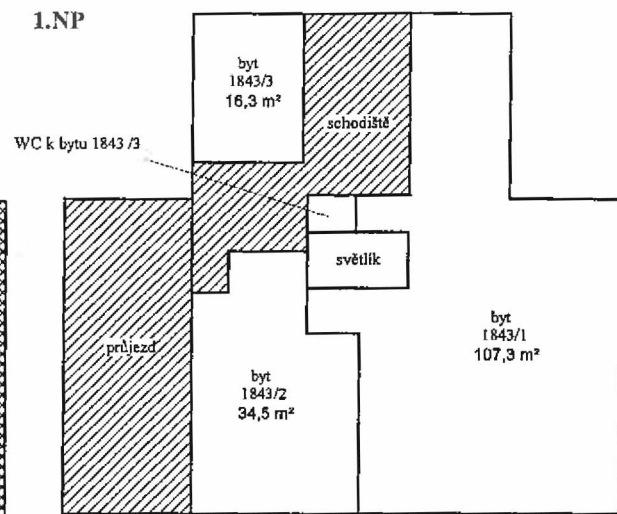 1.NP
byt
1843/3
16,3 m²
schodiště
WC k bytu 1843 /3
světlík
průjezd
byt
1843/1
107,3 m²
byt
1843/2
34,5 m²